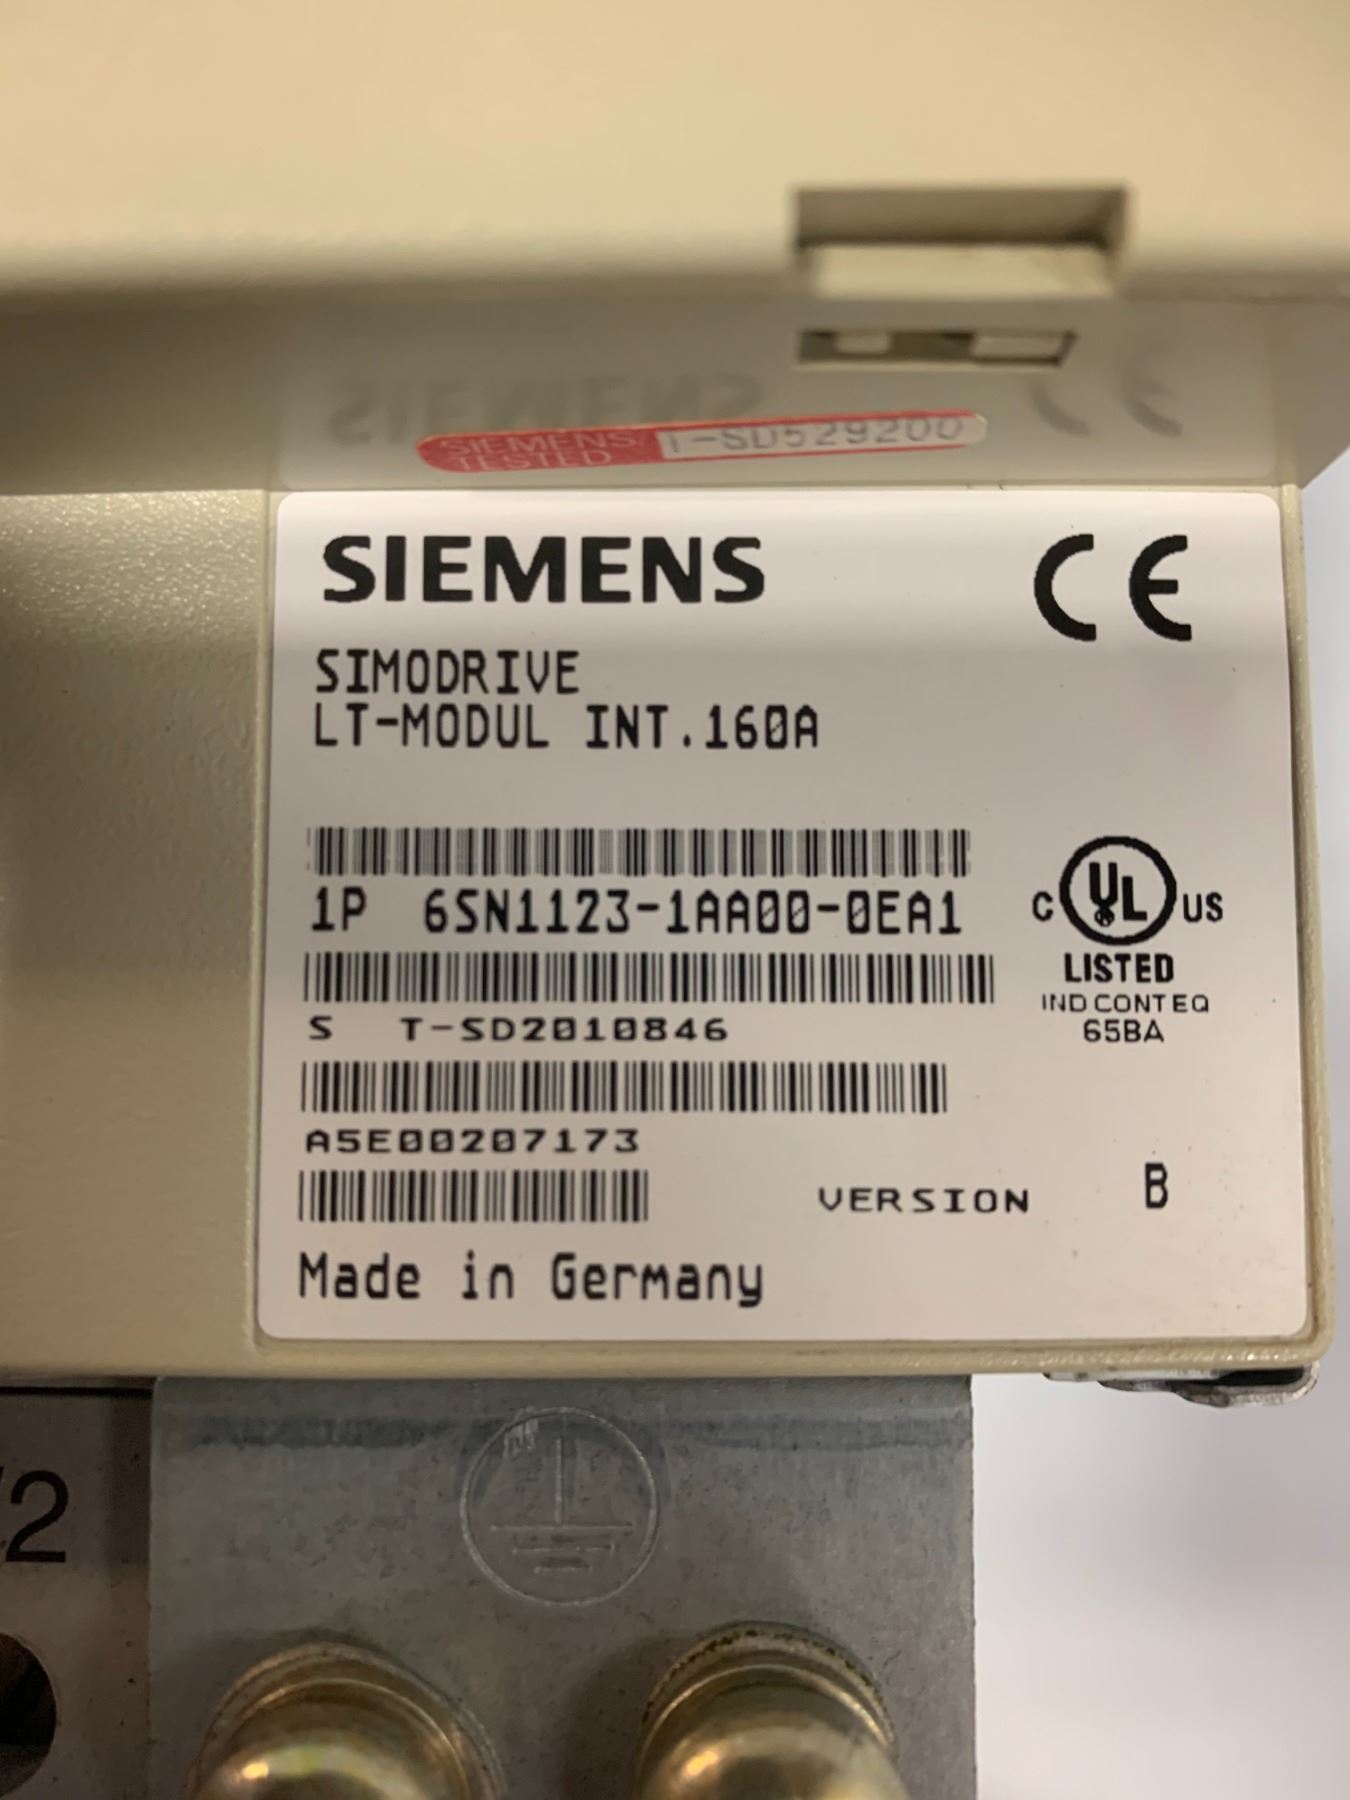 SIEMENS
TESTED
T-SD529200
SIEMENS
CE
SIMODRIVE
LT-MODUL INT.160A
1P 6SN1123-1AA00-0EA1
C UL US
LISTED
IND CONT EQ
65BA
S T-SD2010846
A5E00207173
VERSION B
Made in Germany
/2